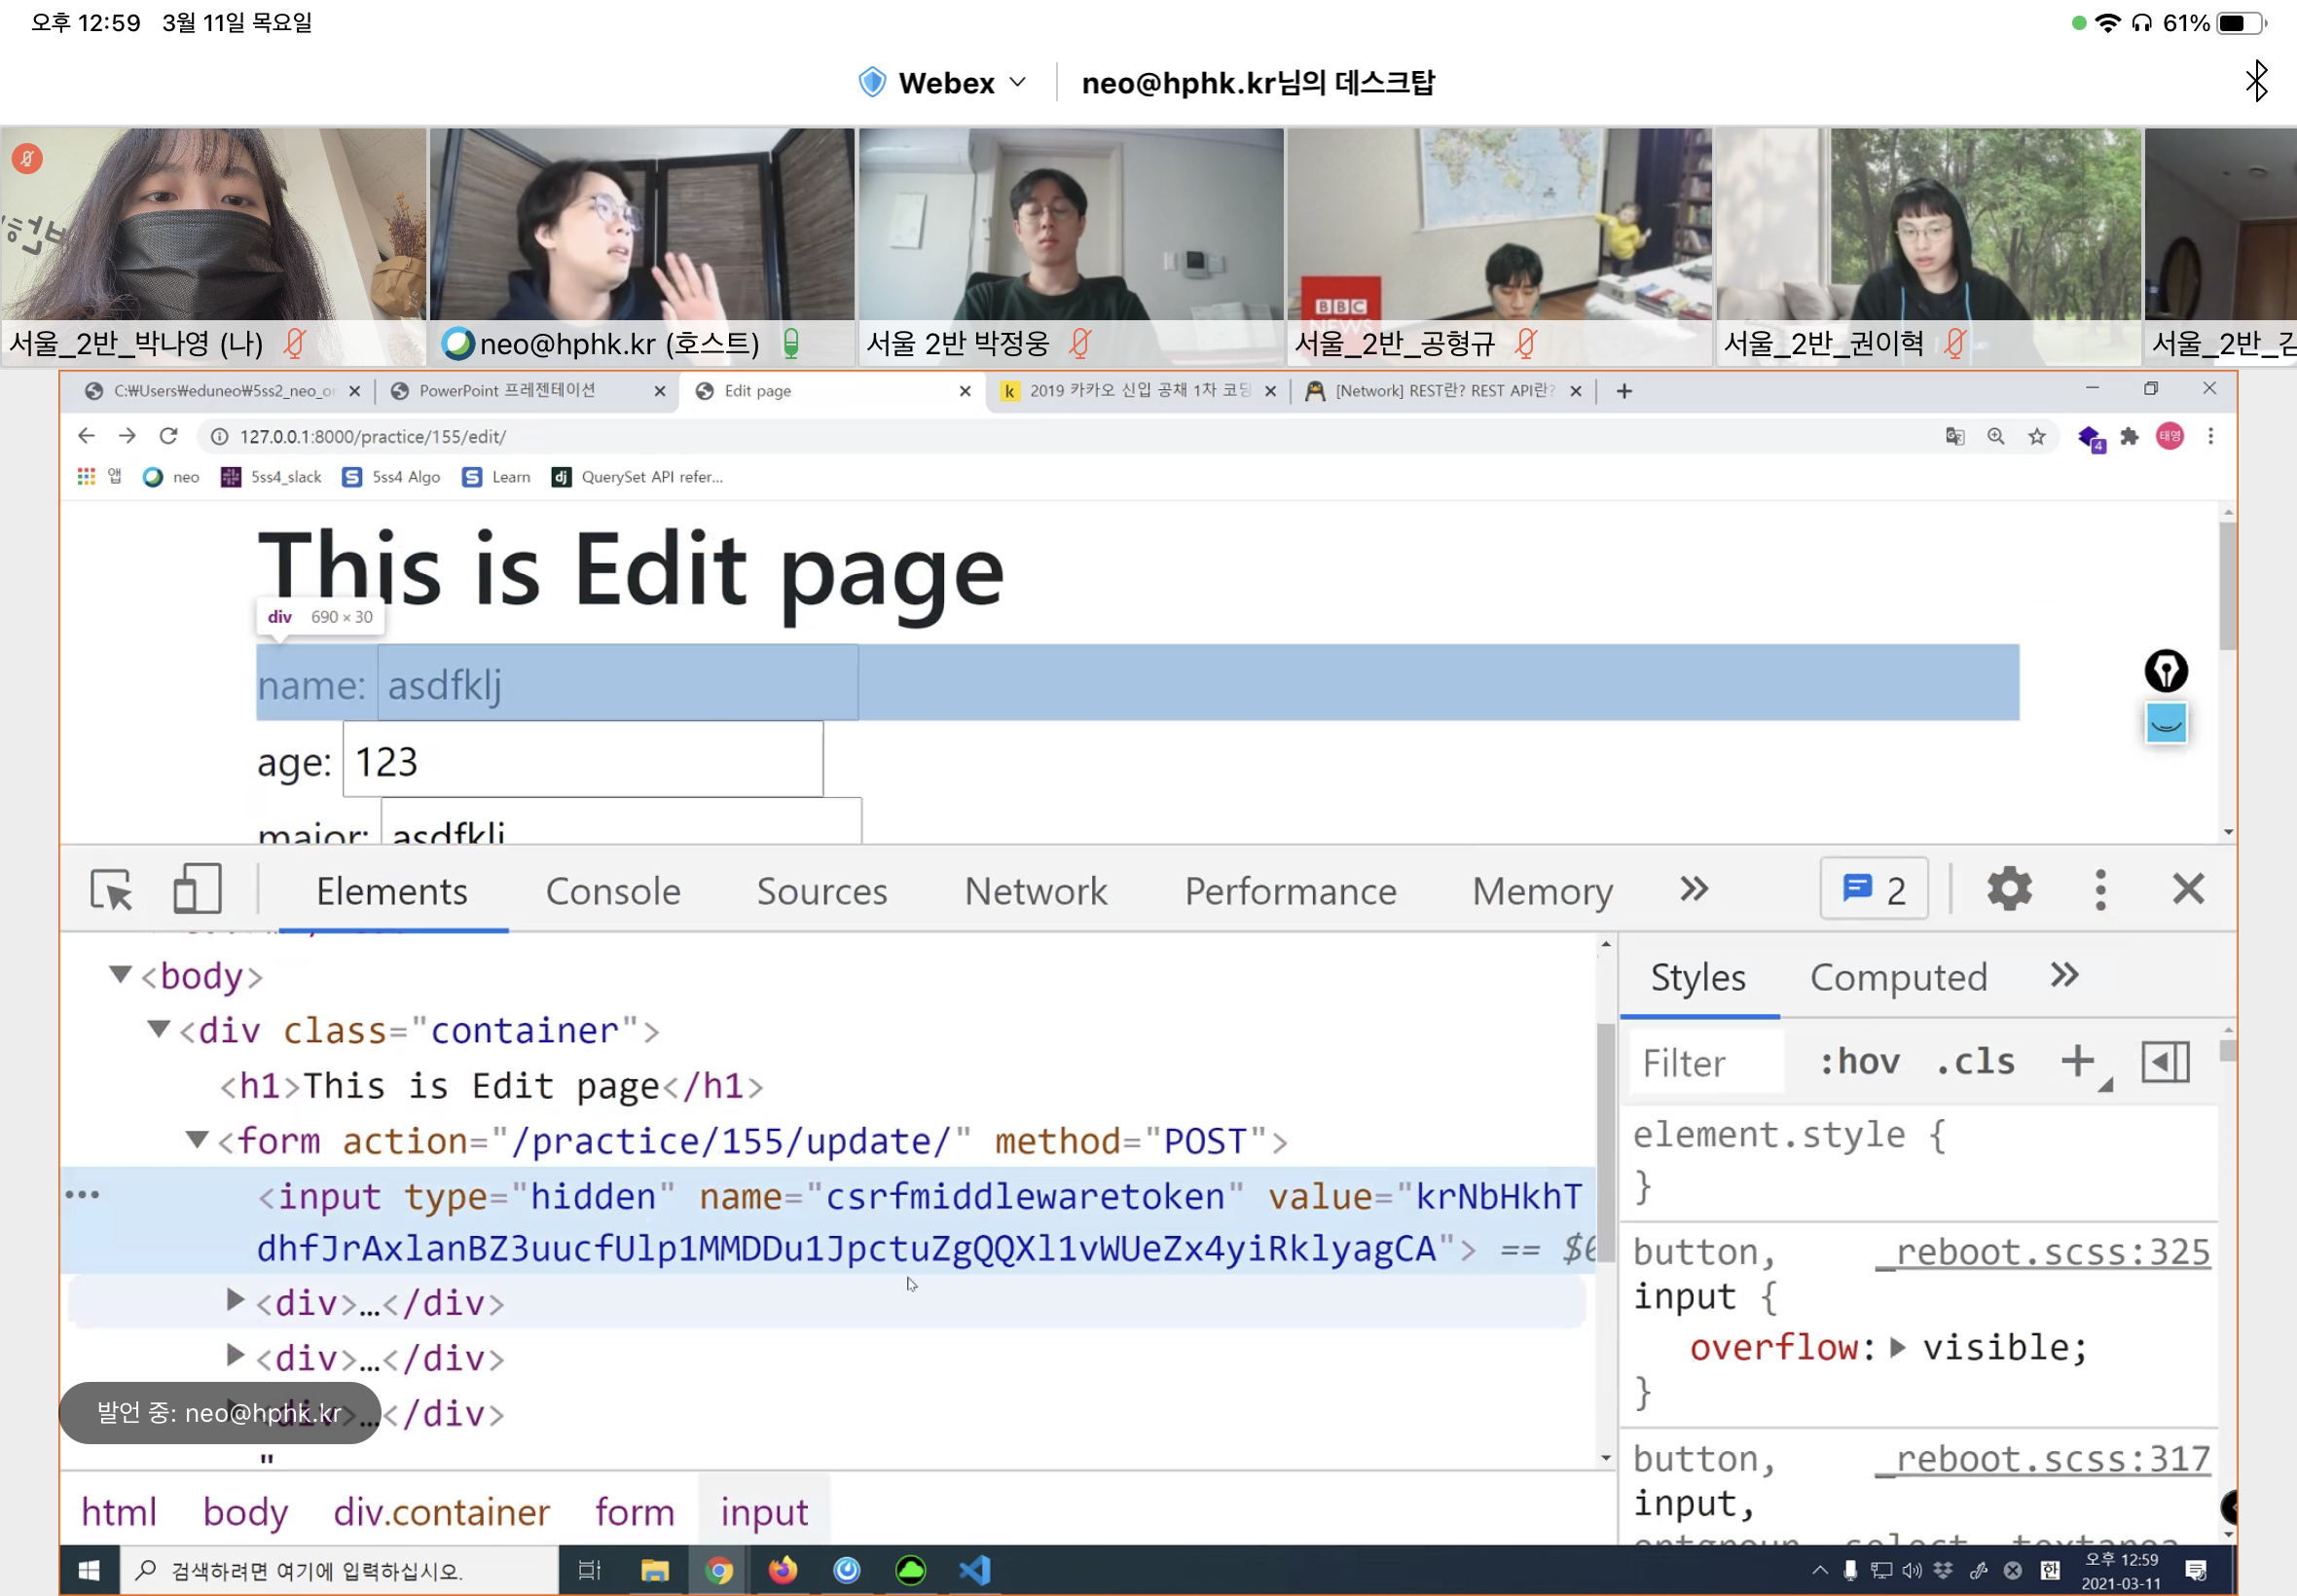 오후 12:59 3월 11일 목요일
61%
Webex
neo@hphk.kr님의 데스크탑
서울_2반_박나영 (나)
neo@hphk.kr (호스트)
서울 2반 박정웅
BBC
NEWS
서울_2반_공형규
서울_2반_권이혁
서울_2반_김
C:₩Users₩eduneo₩5ss2_neo_or
PowerPoint 프레젠테이션
Edit page
2019 카카오 신입 공채 1차 코딩
[Network] REST란? REST API란?
127.0.0.1:8000/practice/155/edit/
4
태영
앱
neo
5ss4_slack
5ss4 Algo
Learn
dj
QuerySet API refer...
This is Edit page
div 690 × 30
name: asdfklj
age: 123
major: asdfklj
Elements Console Sources Network Performance Memory » 2
<body>
<div class="container">
<h1>This is Edit page</h1>
<form action="/practice/155/update/" method="POST">
<input type="hidden" name="csrfmiddlewaretoken" value="krNbHkhT
dhfJrAxlanBZ3uucfUlp1MMDDu1JpctuZgQQXl1vWUeZx4yiRklyagCA"> == $
<div>…</div>
<div>…</div>
<div>…</div>
발언 중: neo@hphk.kr
"
html body div.container form input
Styles Computed »
Filter :hov .cls +
element.style {
}
button, _reboot.scss:325
input {
overflow: visible;
}
button, _reboot.scss:317
input,
검색하려면 여기에 입력하십시오.
한
오후 12:59
2021-03-11